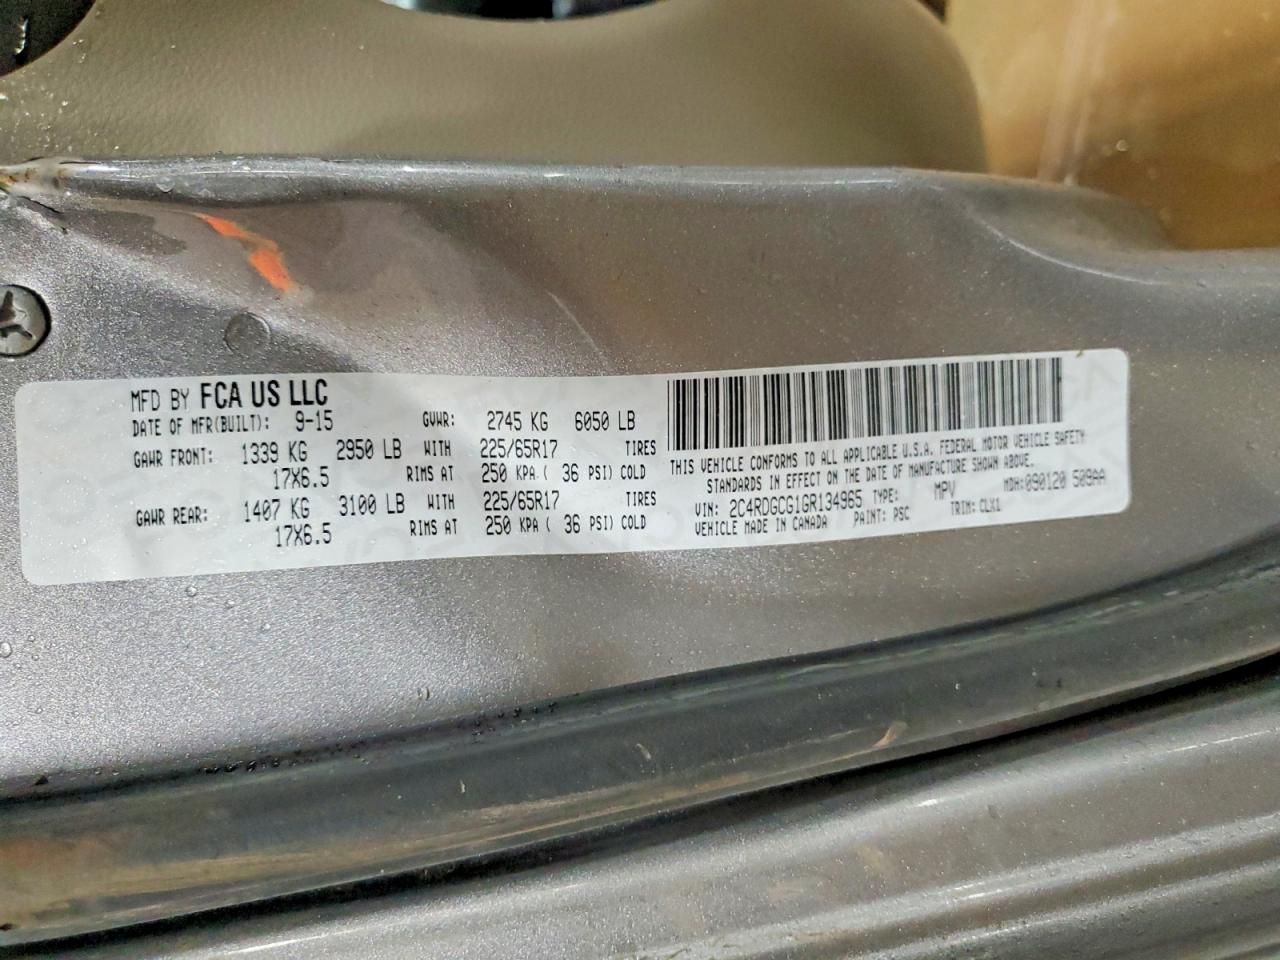 MFD BY FCA US LLC
DATE OF MFR(BUILT): 9-15 GVWR: 2745 KG 6050 LB
GAWR FRONT: 1339 KG 2950 LB WITH 225/65R17 TIRES
17X6.5 RIMS AT 250 KPA ( 36 PSI) COLD
GAWR REAR: 1407 KG 3100 LB WITH 225/65R17 TIRES
17X6.5 RIMS AT 250 KPA ( 36 PSI) COLD
THIS VEHICLE CONFORMS TO ALL APPLICABLE U.S.A. FEDERAL MOTOR VEHICLE SAFETY
STANDARDS IN EFFECT ON THE DATE OF MANUFACTURE SHOWN ABOVE.
VIN: 2C4RDGCG1GR134965 TYPE: MPV MDH:090120 509AA
VEHICLE MADE IN CANADA PAINT: PSC TRIM: CLX1